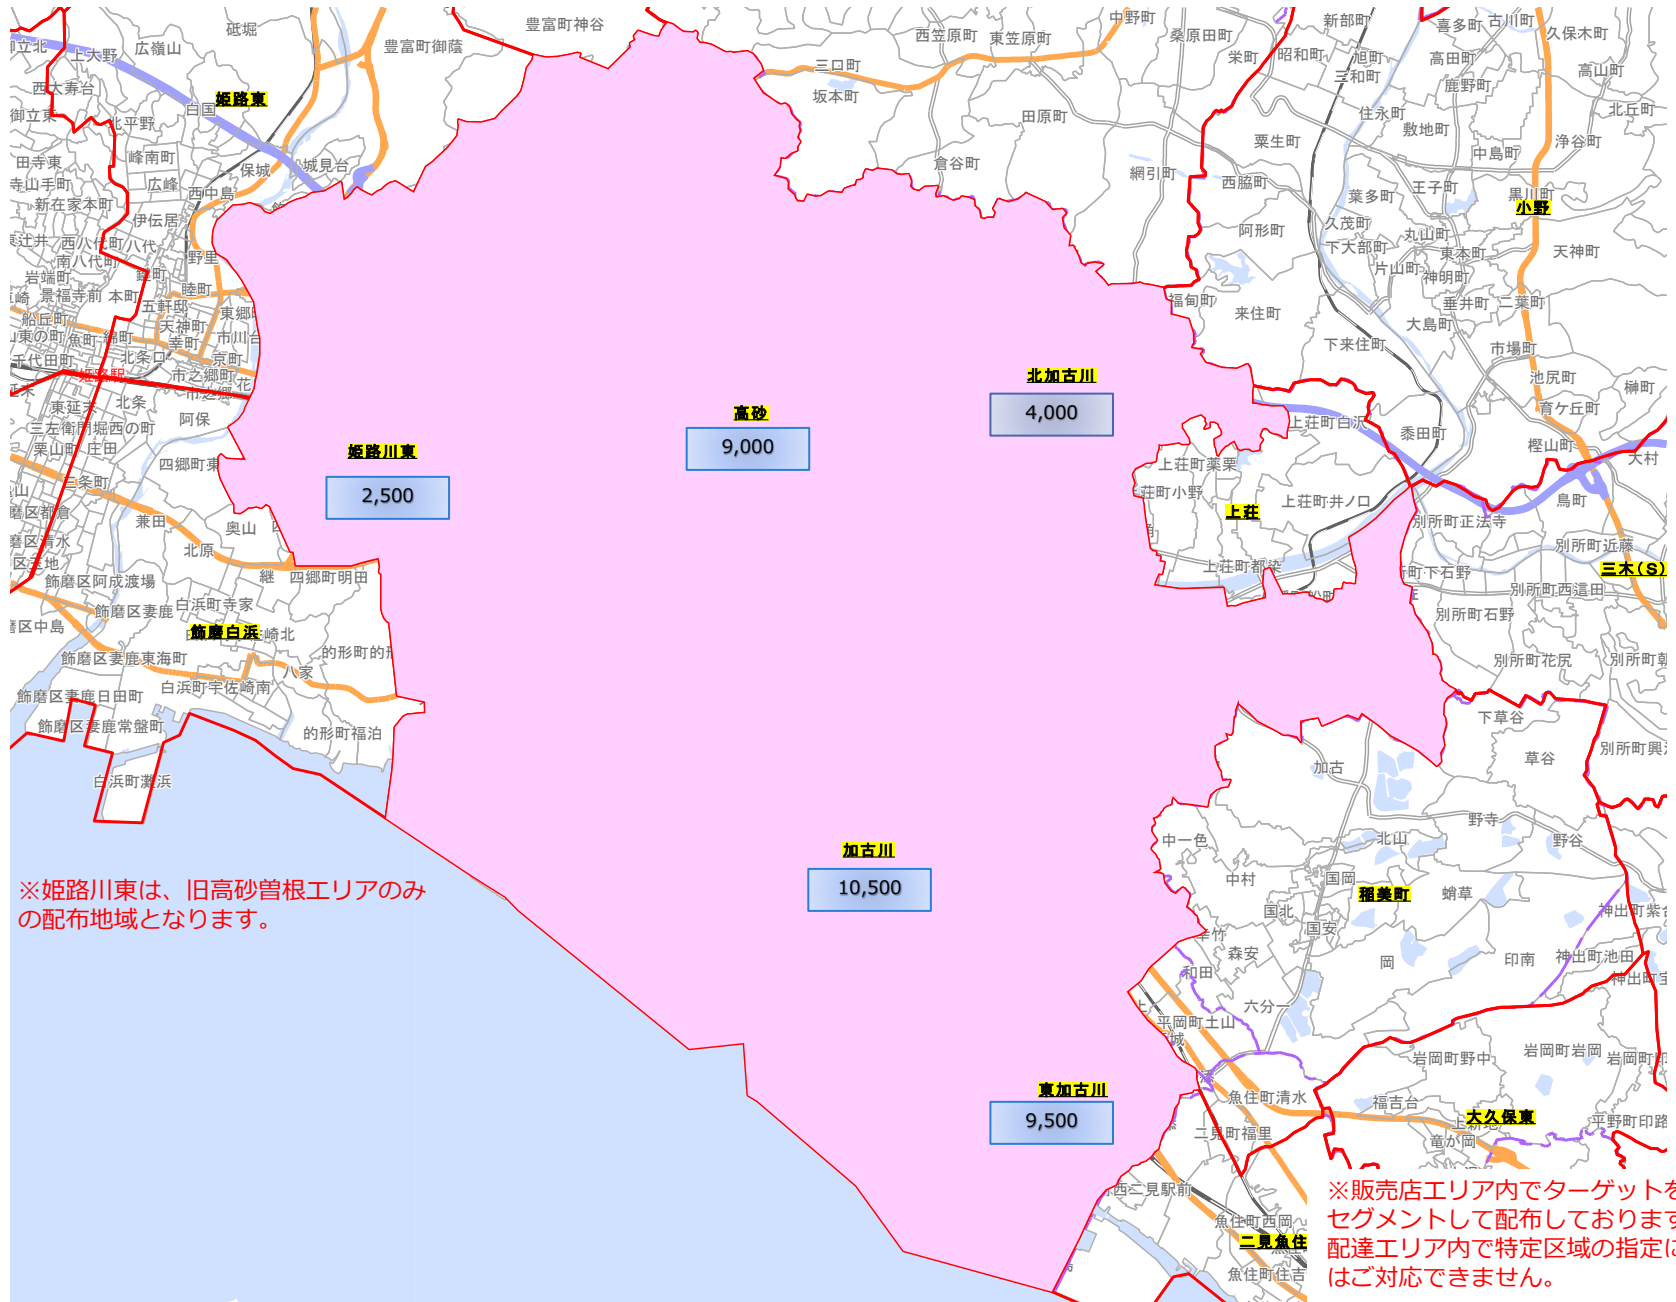 豊富町神谷
砥堀
広嶺山
上大野
豊富町御蔭
西笠原町
東笠原町
中野町
桑原田町
新部町
喜多町
古川町
久保木町
栄町
昭和町
旭町
高田町
三口町
三和町
鹿野町
高山町
坂本町
姫路東
白国
北平野
田原町
住永町
敷地町
北丘町
粟生町
浄谷町
中島町
峰南町
城見台
保城
倉谷町
網引町
西脇町
広峰
西中島
葉多町
王子町
黒川町
小野
新在家本町
伊伝居
久茂町
丸山町
阿形町
西八代町
八代
下大部町
東本町
天神町
南八代町
野里
片山町
神明町
岩端町
睦町
景福寺前
本町
五軒邸
福甸町
来住町
垂井町
二葉町
船丘町
天神町
大島町
魚町
綿町
幸町
市川台
下来住町
市場町
千代田町
北条口
京町
姫路駅
市之郷町
北加古川
池尻町
榊町
東延末
北条
4,000
育ケ丘町
阿保
高砂
上荘町白沢
三左衛門堀西の町
黍田町
栗山町
庄田
9,000
樫山町
大村
姫路川東
四郷町東
上荘町薬栗
三条町
2,500
上荘町井ノ口
鳥町
兼田
奥山
上荘
別所町正法寺
北原
別所町近藤
継
四郷町明田
上荘町都染
三木(S)
飾磨区阿成渡場
別所町西這田
飾磨区妻鹿
白浜町寺家
別所町石野
飾磨白浜
飾磨区妻鹿東海町
別所町花尻
八家
飾磨区妻鹿日田町
白浜町宇佐崎南
下草谷
飾磨区妻鹿常盤町
的形町福泊
草谷
加古
白浜町灘浜
野寺
中一色
北山
野谷
加古川
10,500
中村
国岡
稲美町
蛸草
※姫路川東は、旧高砂曽根エリアのみ
の配布地域となります。
国北
国安
森安
岡
印南
神出町池田
和田
六分一
平岡町土山
岩岡町野中
岩岡町岩岡
東加古川
魚住町清水
福吉台
9,500
大久保東
平野町印路
二見町福里
竜が岡
西二見駅前
魚住町西岡
二見魚住
魚住町住吉
※販売店エリア内でターゲットを
セグメントして配布しております
配達エリア内で特定区域の指定に
はご対応できません。